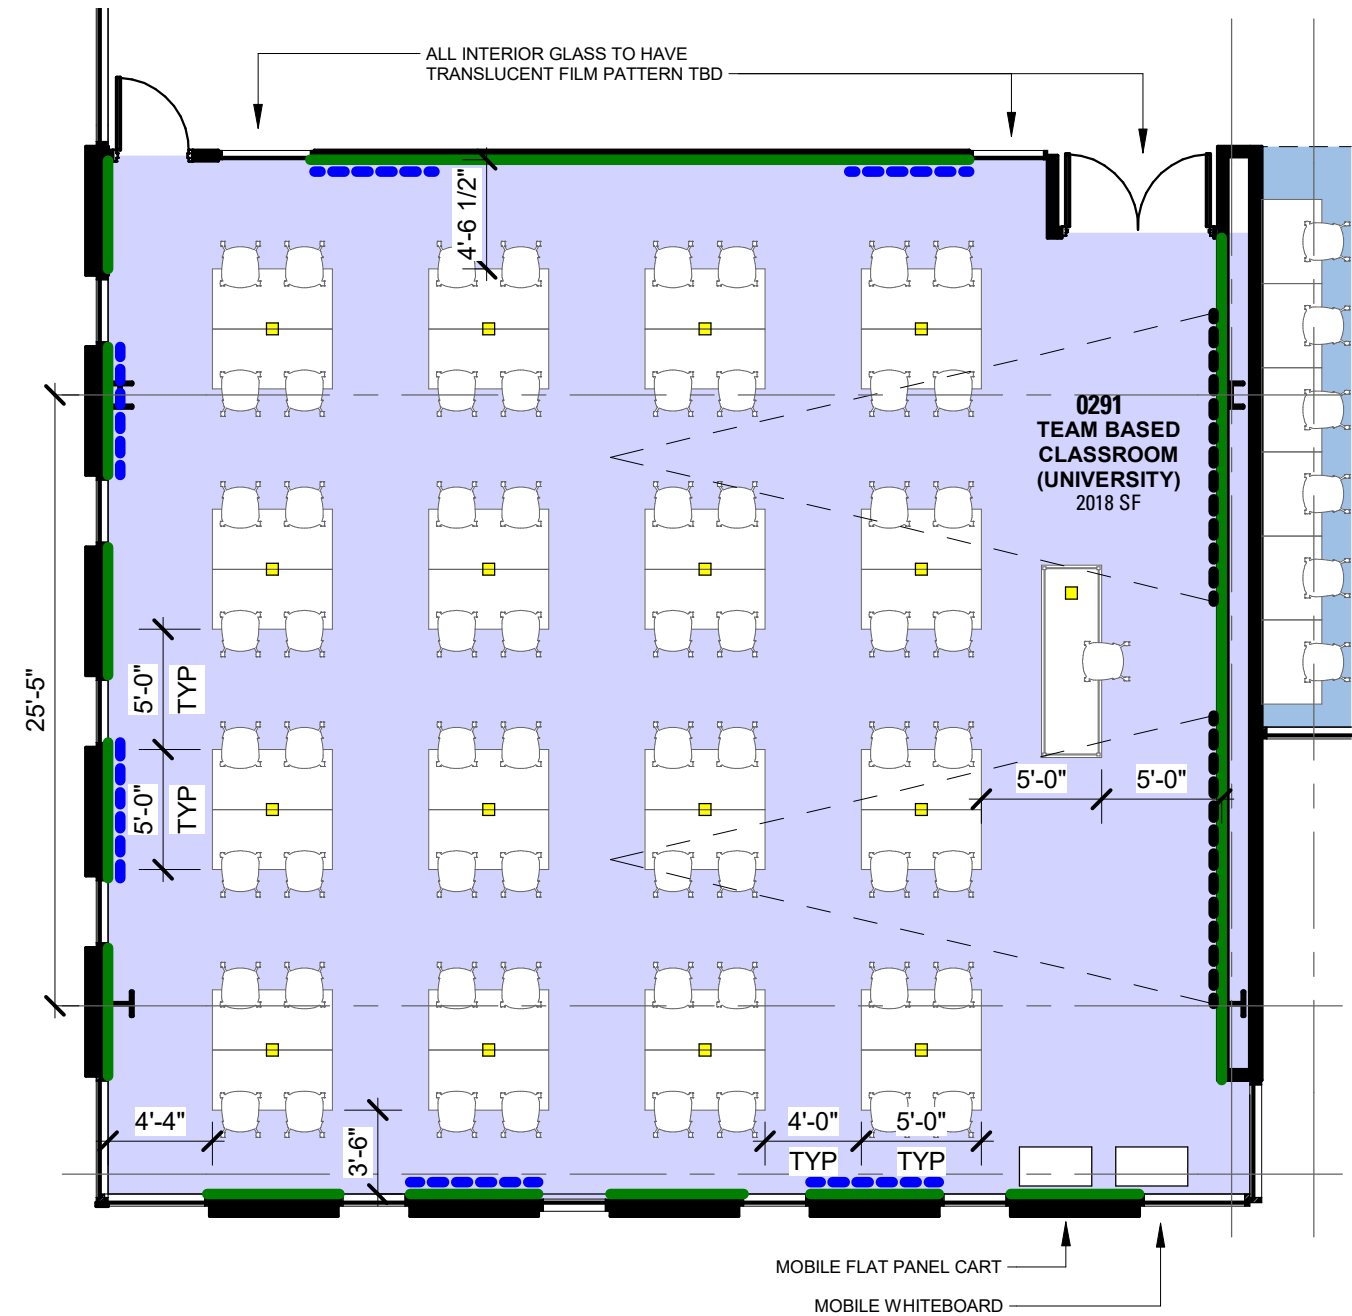 ALL INTERIOR GLASS TO HAVE
TRANSLUCENT FILM PATTERN TBD
4'-6 1/2"
0291
TEAM BASED
CLASSROOM
(UNIVERSITY)
2018 SF
25'-5"
5'-0"
TYP
5'-0"
TYP
5'-0"
5'-0"
4'-4"
3'-6"
4'-0"
TYP
5'-0"
TYP
MOBILE FLAT PANEL CART
MOBILE WHITEBOARD